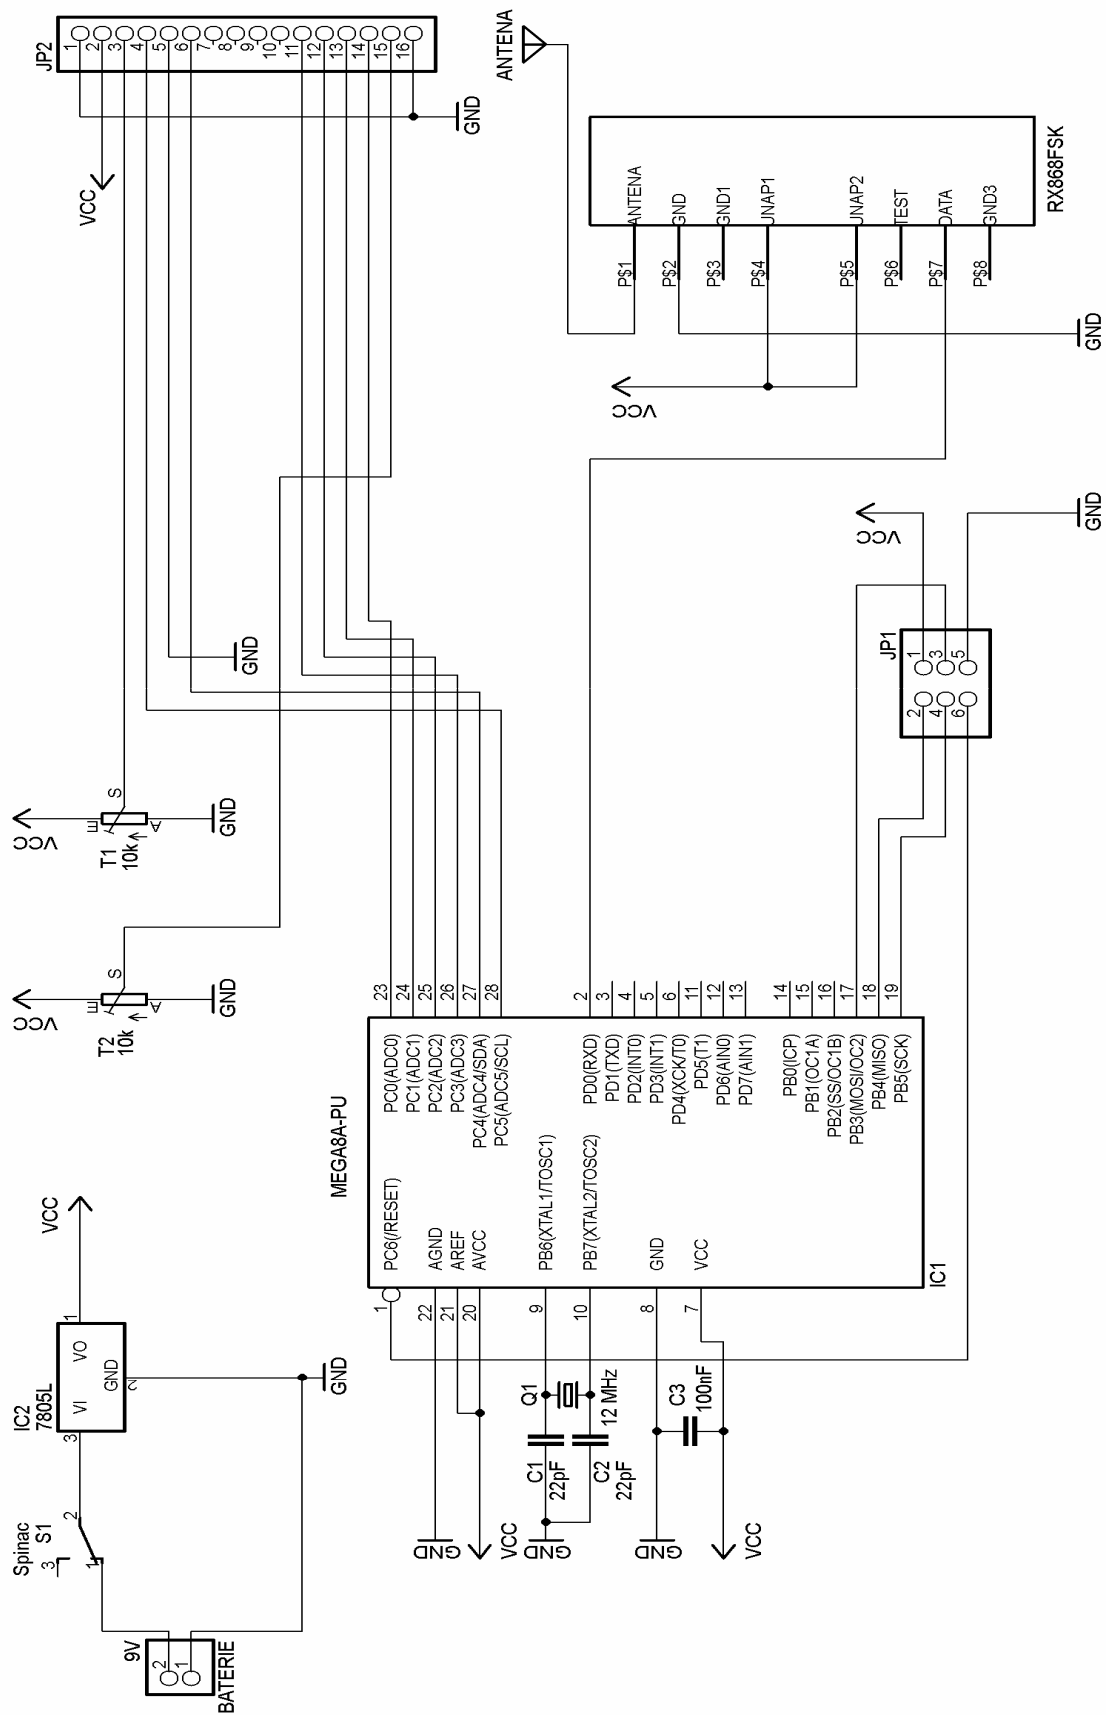 JP2
1
2
3
4
5
6
7
8
9
10
11
12
13
14
15
16
GND
VCC
ANTENA
RX868FSK
ANTENA
GND
GND1
UNAP1
UNAP2
TEST
DATA
GND3
P$1
P$2
P$3
P$4
P$5
P$6
P$7
P$8
GND
VCC
VCC
GND
JP1
1
3
5
2
4
6
GND
VCC
T1
10k
E
S
A
GND
VCC
T2
10k
E
S
A
GND
MEGA8A-PU
IC1
23
24
25
26
27
28
2
3
4
5
6
11
12
13
14
15
16
17
18
19
PC0(ADC0)
PC1(ADC1)
PC2(ADC2)
PC3(ADC3)
PC4(ADC4/SDA)
PC5(ADC5/SCL)
PD0(RXD)
PD1(TXD)
PD2(INT0)
PD3(INT1)
PD4(XCK/T0)
PD5(T1)
PD6(AIN0)
PD7(AIN1)
PB0(ICP)
PB1(OC1A)
PB2(SS/OC1B)
PB3(MOSI/OC2)
PB4(MISO)
PB5(SCK)
PC6(/RESET)
AGND
AREF
AVCC
PB6(XTAL1/TOSC1)
PB7(XTAL2/TOSC2)
GND
VCC
1
22
21
20
9
10
8
7
Q1
12 MHz
C1
22pF
C2
22pF
C3
100nF
GND
VCC
GND
GND
VCC
IC2
7805L
VI
VO
GND
3
1
2
VCC
GND
Spinac
S1
3
1
2
9V
2
1
BATERIE